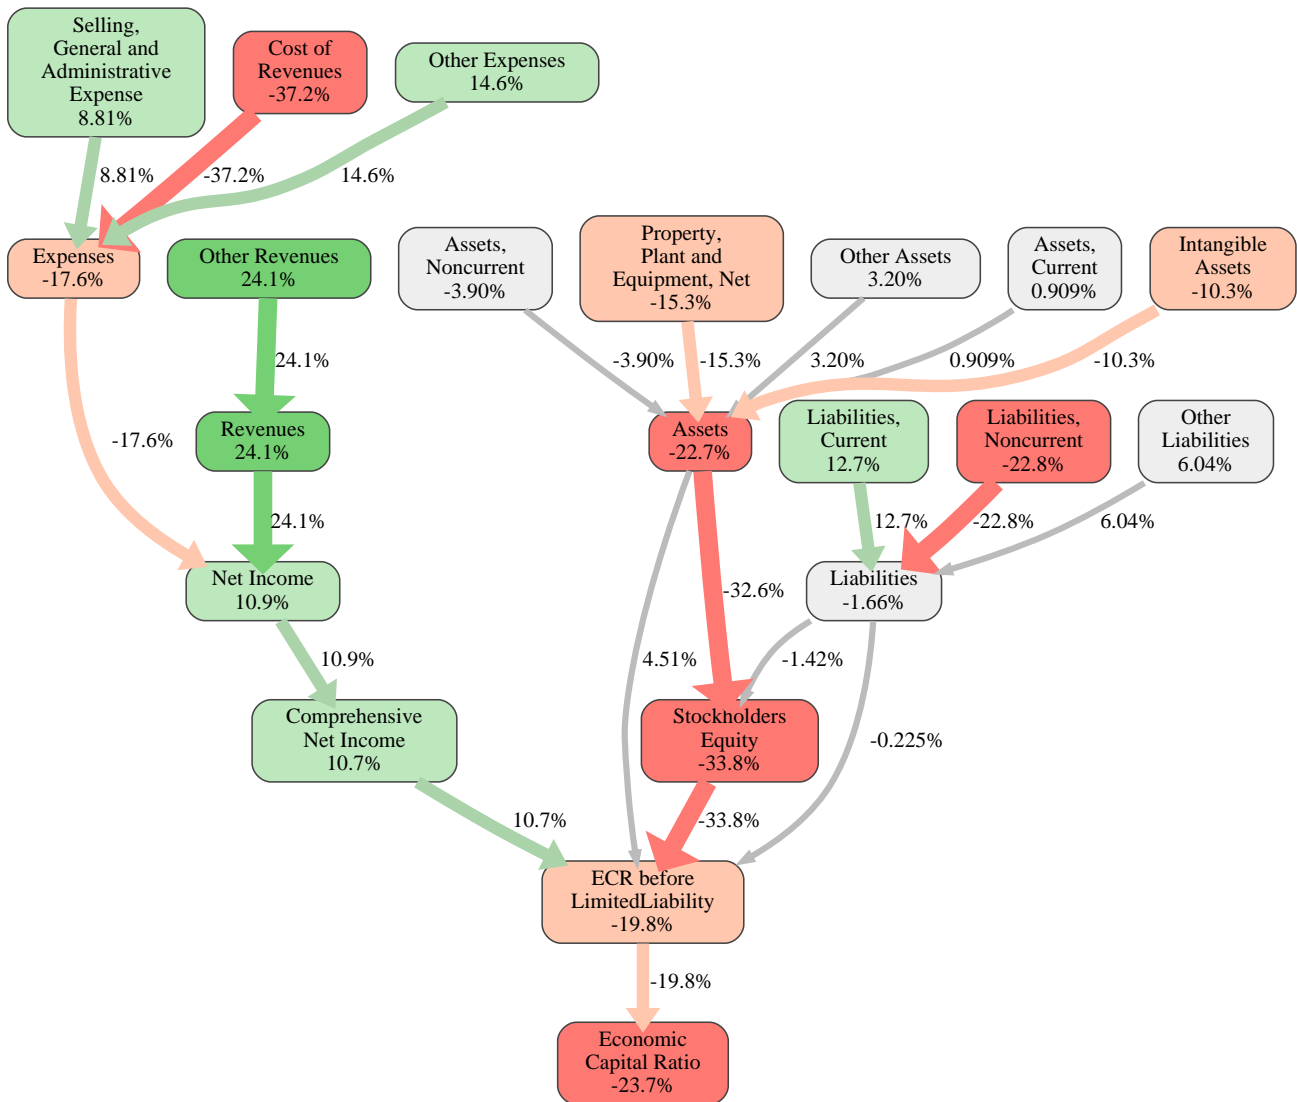 Selling,
General and
Administrative
Expense
8.81%
Cost of
Revenues
-37.2%
Other Expenses
14.6%
8.81%
-37.2%
14.6%
Expenses
-17.6%
Other Revenues
24.1%
Assets,
Noncurrent
-3.90%
Property,
Plant and
Equipment, Net
-15.3%
Other Assets
3.20%
Assets,
Current
0.909%
Intangible
Assets
-10.3%
24.1%
-3.90%
-15.3%
3.20%
0.909%
-10.3%
-17.6%
Revenues
24.1%
Assets
-22.7%
Liabilities,
Current
12.7%
Liabilities,
Noncurrent
-22.8%
Other
Liabilities
6.04%
24.1%
12.7%
-22.8%
6.04%
Net Income
10.9%
-32.6%
Liabilities
-1.66%
10.9%
4.51%
-1.42%
-0.225%
Comprehensive
Net Income
10.7%
Stockholders
Equity
-33.8%
10.7%
-33.8%
ECR before
LimitedLiability
-19.8%
-19.8%
Economic
Capital Ratio
-23.7%